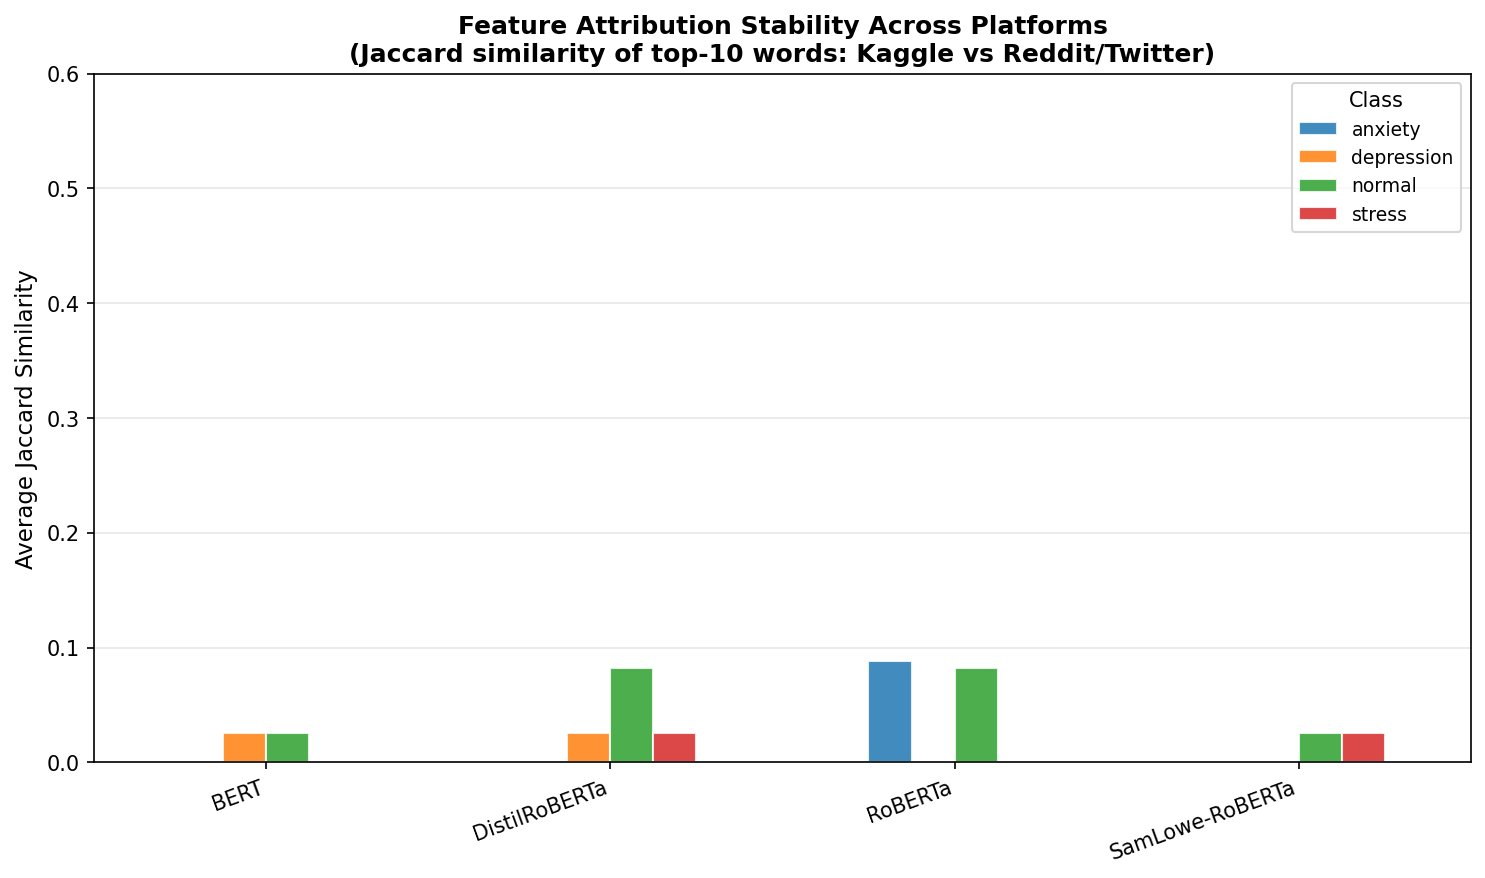 Feature Attribution Stability Across Platforms
(Jaccard similarity of top-10 words: Kaggle vs Reddit/Twitter)
Average Jaccard Similarity
0.6
0.5
0.4
0.3
0.2
0.1
0.0
Class
anxiety
depression
normal
stress
BERT
DistilRoBERTa
RoBERTa
SamLowe-RoBERTa